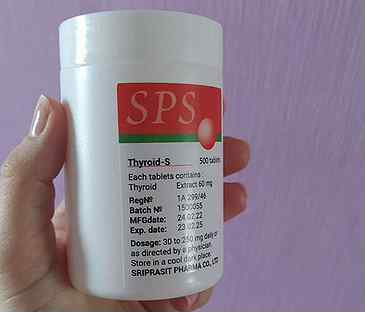 SPS
Thyroid-S 500 tablets
Each tablets contains:
Thyroid Extract 60 mg
Reg№ 1A 299/46
Batch № 1500055
MFGdate: 24.02.22
Exp. date: 23.02.25
Dosage: 30 to 250 mg daily or
as directed by a physician.
Store in a cool dark place.
SRIPRASIT PHARMA CO., LTD